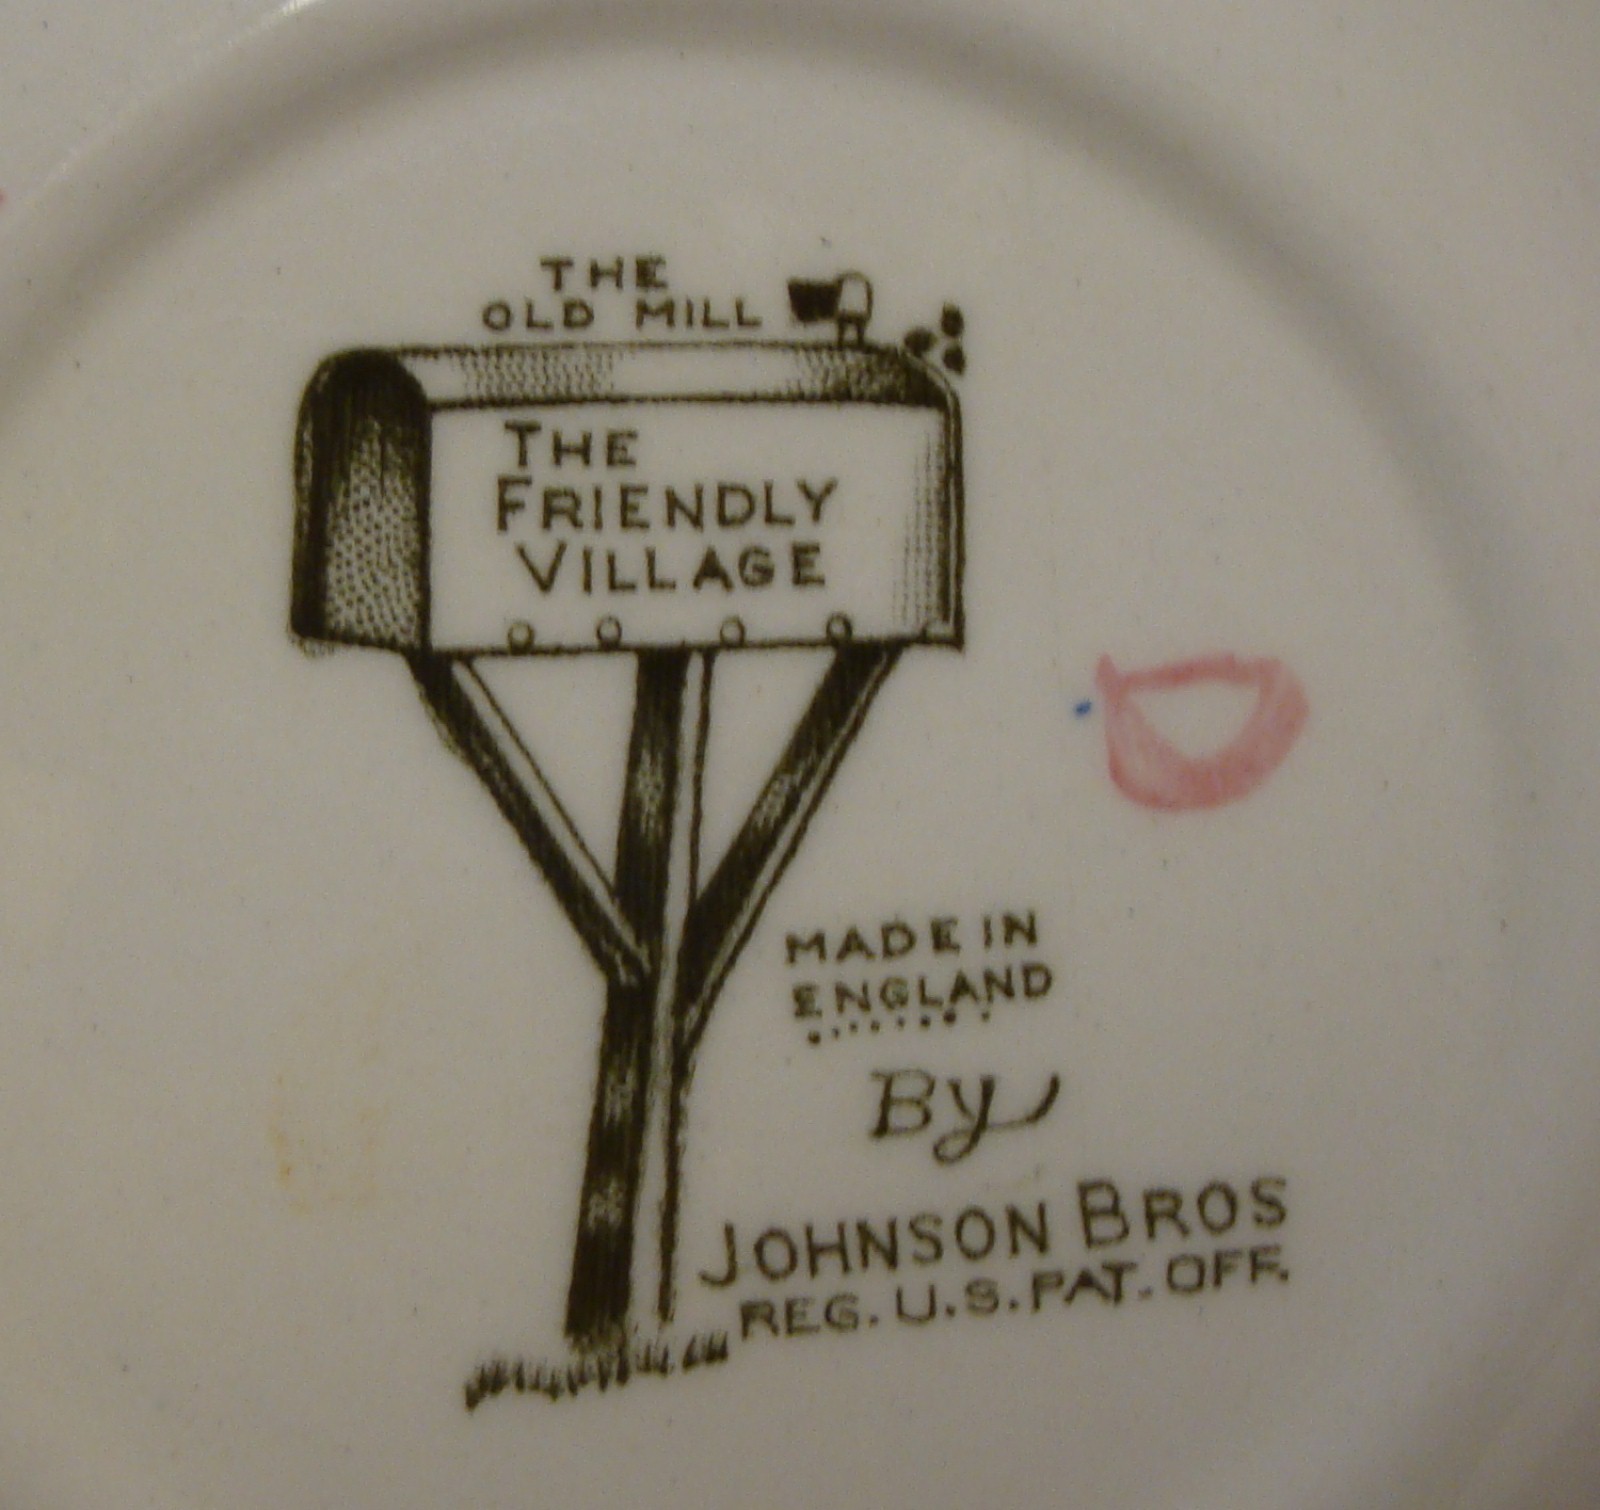 THE
OLD MILL
THE
FRIENDLY
VILLAGE
MADE IN
ENGLAND
By
JOHNSON BROS
REG. U.S. PAT. OFF.